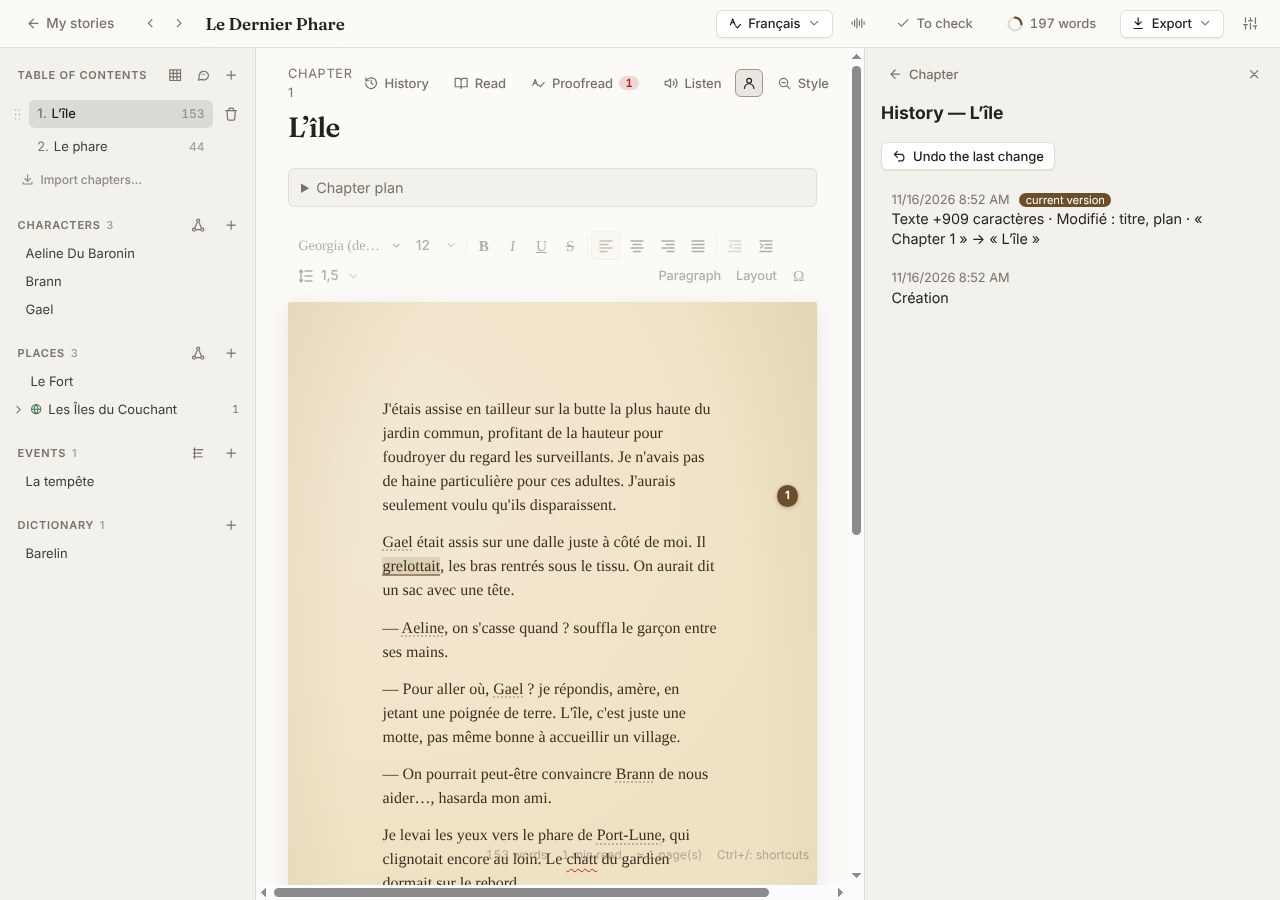 My stories
Le Dernier Phare
Français
To check
197 words
Export
TABLE OF CONTENTS
1. L'île 153
2. Le phare 44
Import chapters...
CHARACTERS 3
Aeline Du Baronin
Brann
Gael
PLACES 3
Le Fort
Les Îles du Couchant 1
EVENTS 1
La tempête
DICTIONARY 1
Barelin
CHAPTER
1
History
Read
Proofread 1
Listen
Style
L'île
Chapter plan
Georgia (de... 12 B I U S
1,5 Paragraph Layout Ω
J'étais assise en tailleur sur la butte la plus haute du
jardin commun, profitant de la hauteur pour
foudroyer du regard les surveillants. Je n'avais pas
de haine particulière pour ces adultes. J'aurais
seulement voulu qu'ils disparaissent.
1
Gael était assis sur une dalle juste à côté de moi. Il
grelottait, les bras rentrés sous le tissu. On aurait dit
un sac avec une tête.
— Aeline, on s'casse quand ? souffla le garçon entre
ses mains.
— Pour aller où, Gael ? je répondis, amère, en
jetant une poignée de terre. L'île, c'est juste une
motte, pas même bonne à accueillir un village.
— On pourrait peut-être convaincre Brann de nous
aider…, hasarda mon ami.
Je levai les yeux vers le phare de Port-Lune, qui
clignotait encore au loin. Le chatt du gardien
dormait sur le rebord.
153 words 1 min read page(s) Ctrl+/: shortcuts
Chapter
History — L'île
Undo the last change
11/16/2026 8:52 AM current version
Texte +909 caractères · Modifié : titre, plan · «
Chapter 1 » → « L'île »
11/16/2026 8:52 AM
Création